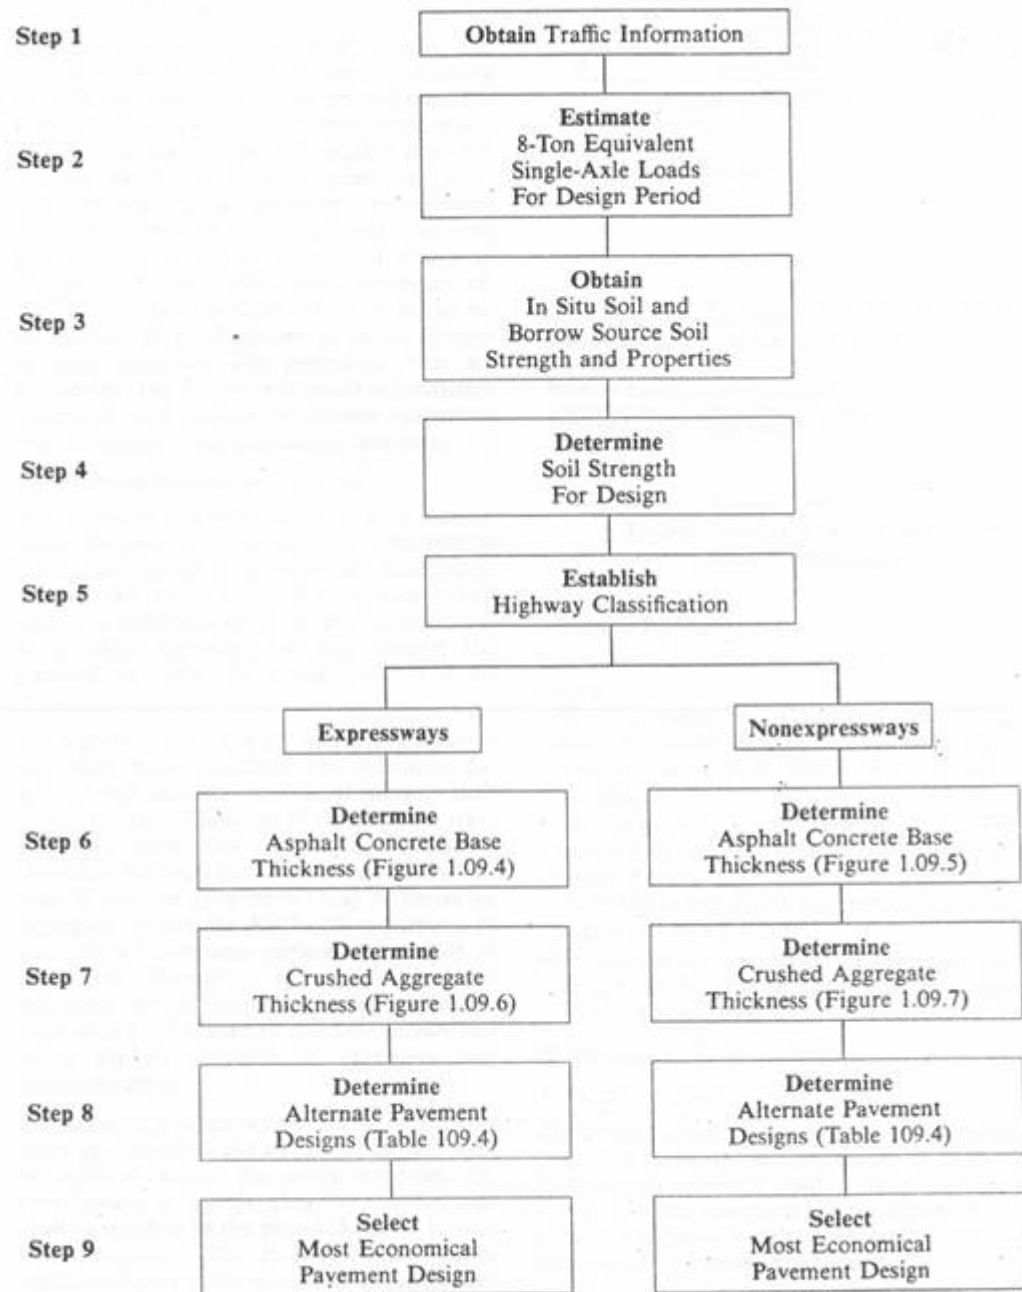 Step 1
Obtain Traffic Information
Step 2
Estimate
8-Ton Equivalent
Single-Axle Loads
For Design Period
Step 3
Obtain
In Situ Soil and
Borrow Source Soil
Strength and Properties
Step 4
Determine
Soil Strength
For Design
Step 5
Establish
Highway Classification
Expressways
Nonexpressways
Step 6
Determine
Asphalt Concrete Base
Thickness (Figure 1.09.4)
Determine
Asphalt Concrete Base
Thickness (Figure 1.09.5)
Step 7
Determine
Crushed Aggregate
Thickness (Figure 1.09.6)
Determine
Crushed Aggregate
Thickness (Figure 1.09.7)
Step 8
Determine
Alternate Pavement
Designs (Table 109.4)
Determine
Alternate Pavement
Designs (Table 109.4)
Step 9
Select
Most Economical
Pavement Design
Select
Most Economical
Pavement Design